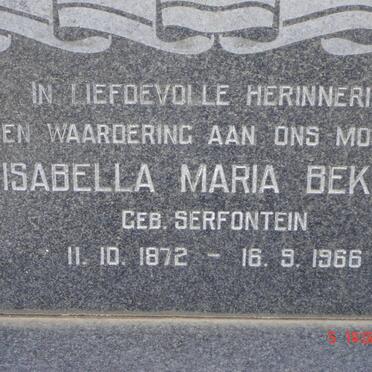 IN LIEFDEVOLLE HERINNERI
EN WAARDERING AAN ONS MO
ISABELLA MARIA BEK
GEB. SERFONTEIN
11. 10. 1872 - 16. 9. 1966